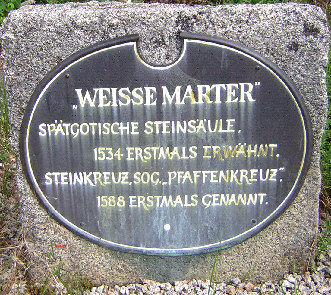 „WEISSE MARTER"
SPÄTGOTISCHE STEINSÄULE,
1534 ERSTMALS ERWÄHNT.
STEINKREUZ, SOG. „PFAFFENKREUZ",
1588 ERSTMALS GENANNT.